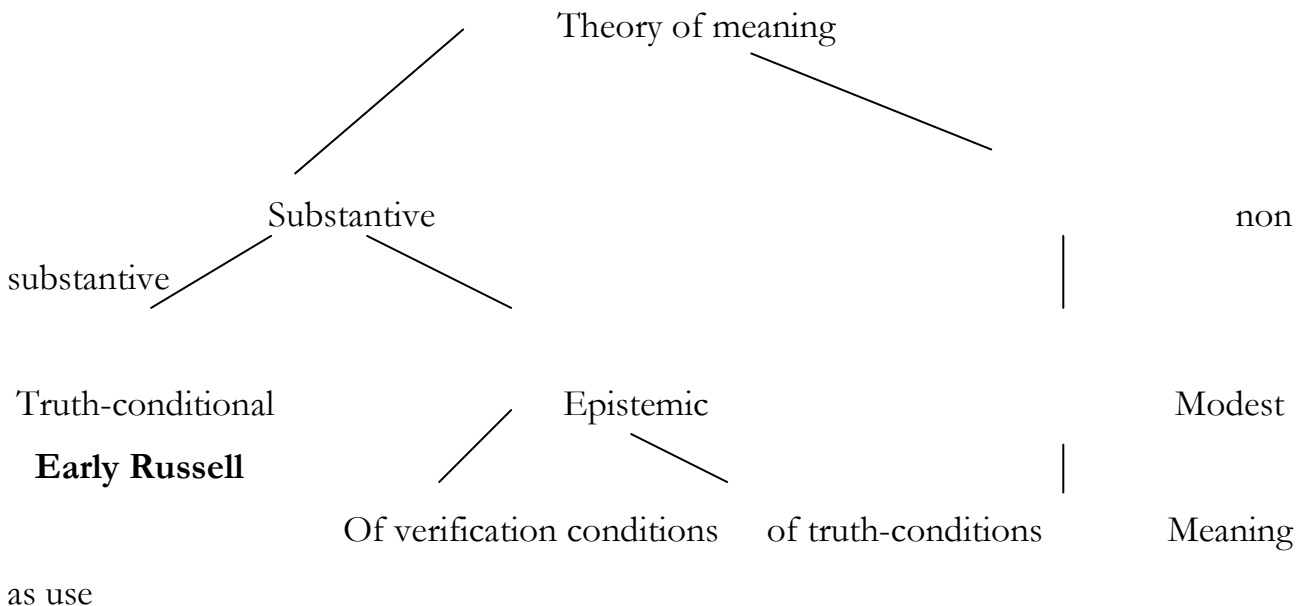 Theory of meaning
Substantive non
substantive
Truth-conditional Epistemic Modest
Early Russell
Of verification conditions of truth-conditions Meaning
as use